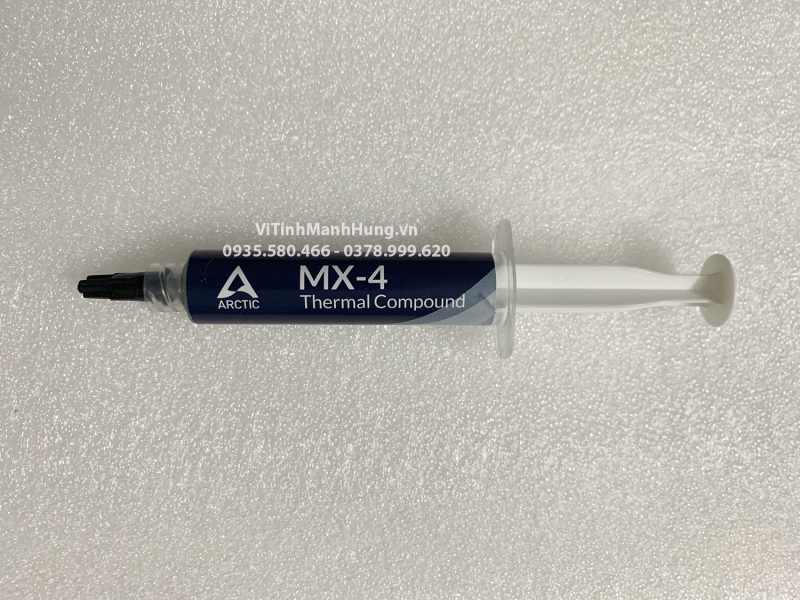 ViTinhManhHung.vn
0935.580.466 - 0378.999.620
ARCTIC
MX-4
Thermal Compound